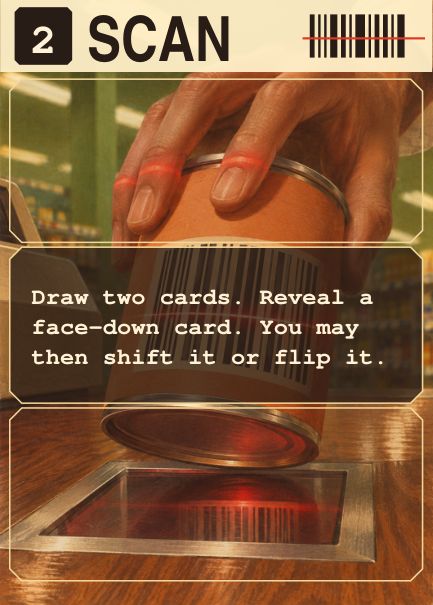 2 SCAN
Draw two cards. Reveal a
face-down card. You may
then shift it or flip it.